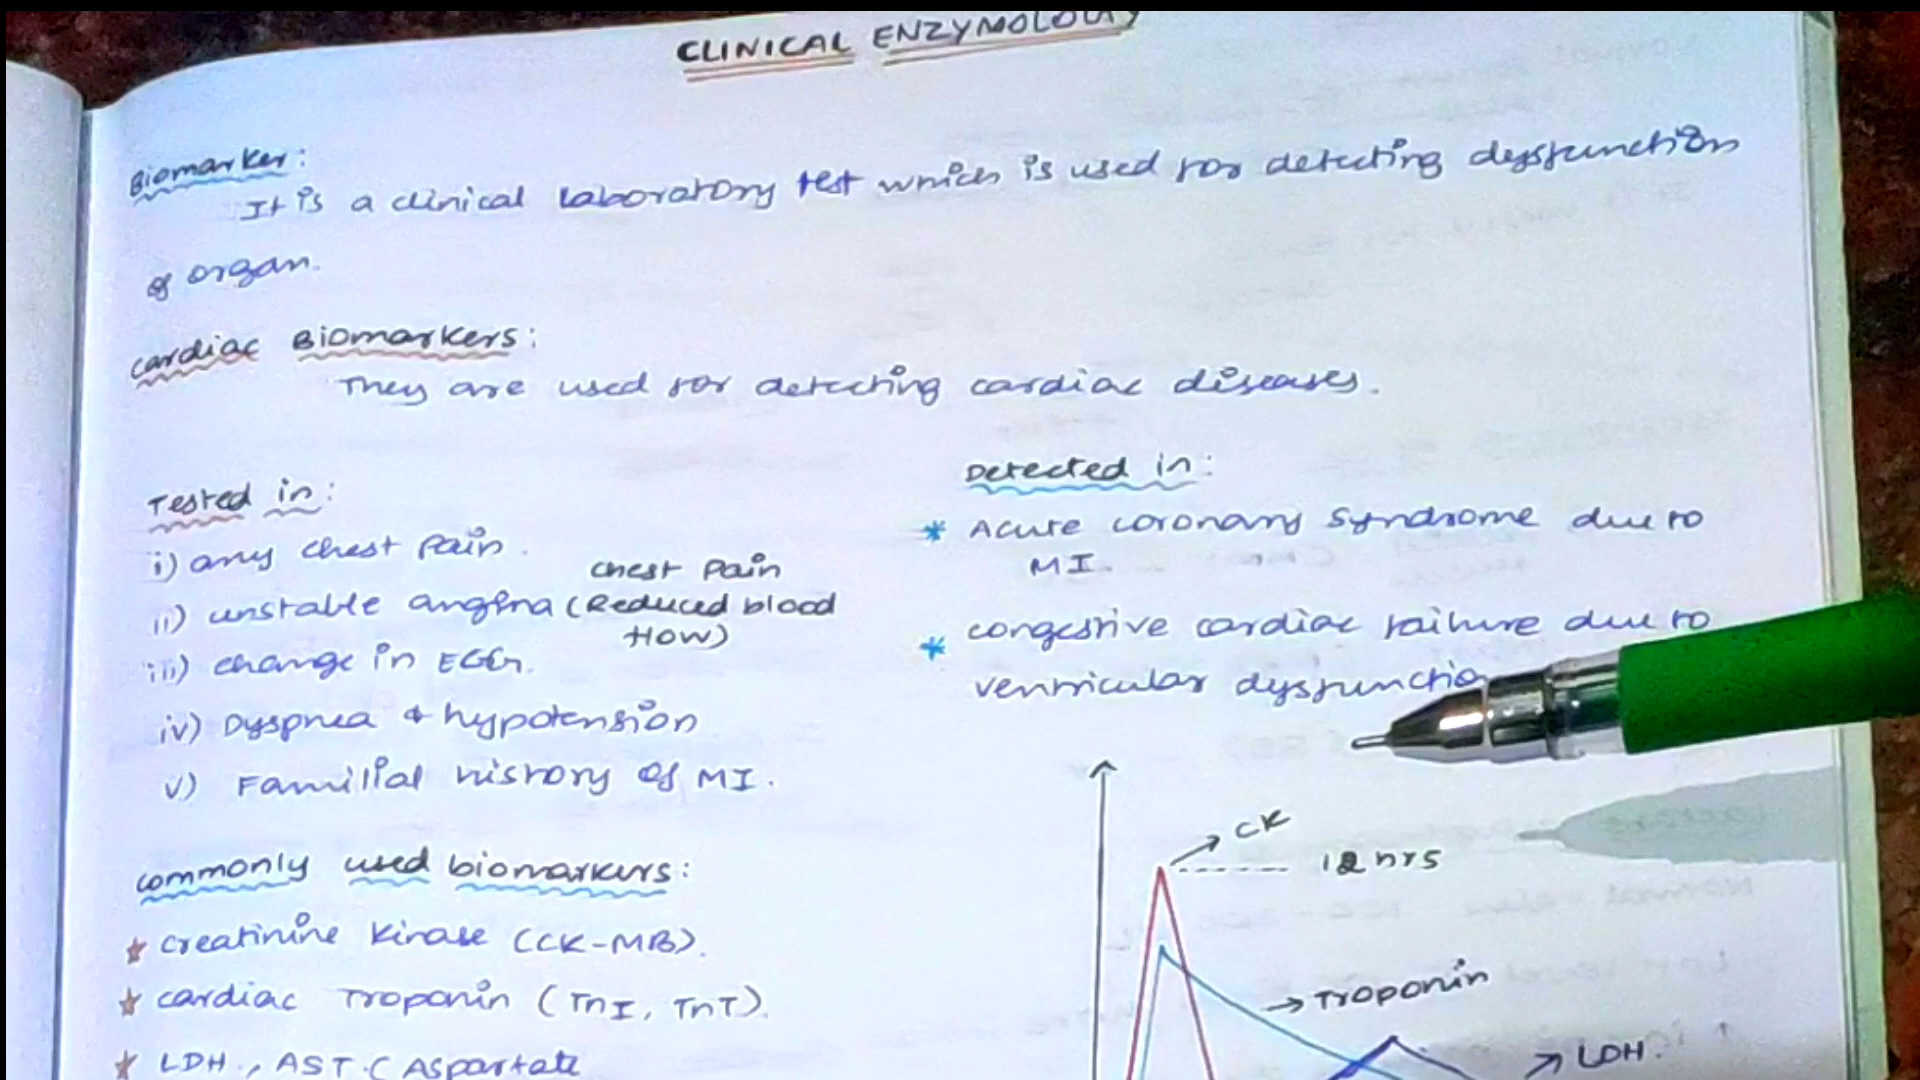 CLINICAL ENZYMOLOGY
Biomarker:
It is a clinical laboratory test which is used for detecting dysfunction
of organ.
cardiac Biomarkers:
They are used for detecting cardiac diseases.
Tested in:
i) any chest pain.
ii) unstable angina (Reduced blood
chest pain
flow)
iii) change in ECG.
iv) Dyspnea & hypotension
v) Familial history of MI.
Detected in:
* Acute coronary syndrome due to
MI.
* congestive cardiac failure due to
ventricular dysfunctio
commonly used biomarkers:
★ creatinine kinase (CK-MB).
★ cardiac Troponin (TnI, TnT).
★ LDH., AST.( Aspartate
CK
12 hrs
Troponin
LDH.